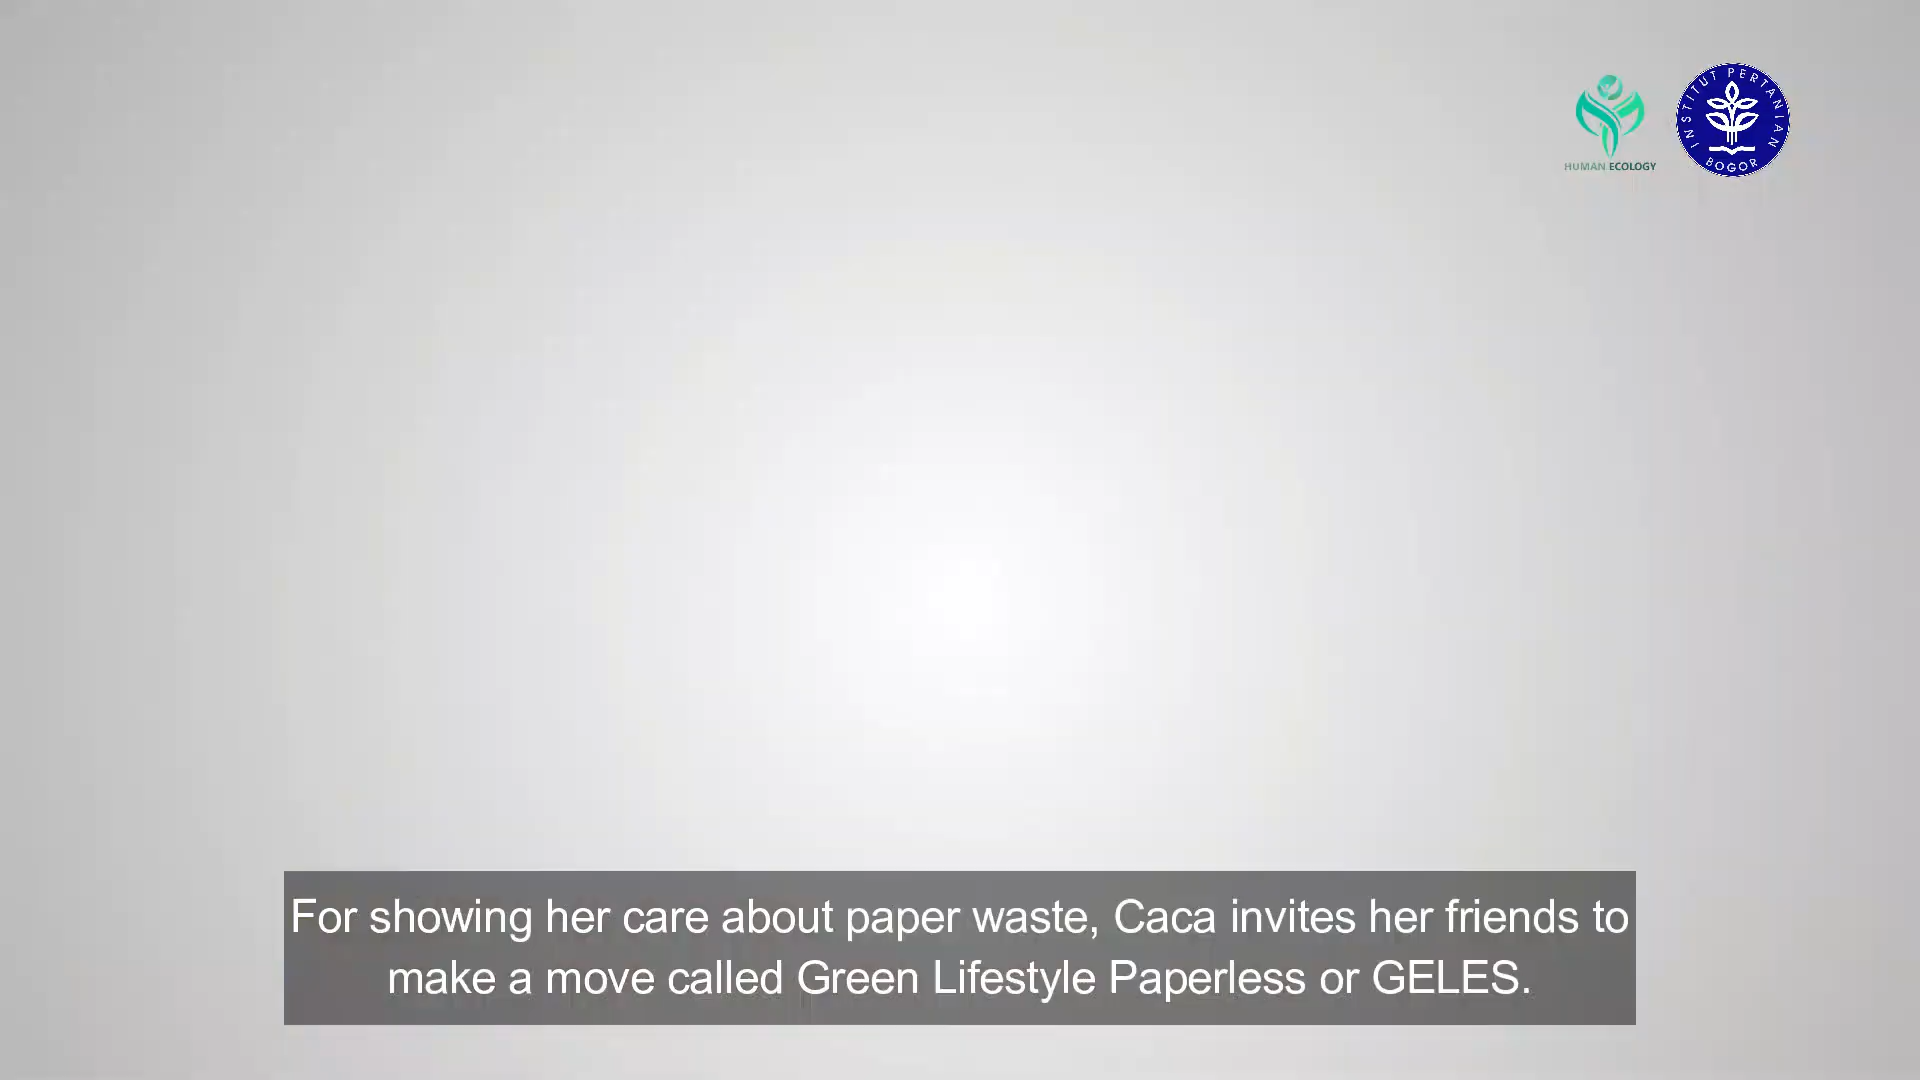 HUMAN ECOLOGY
INSTITUT PERTANIAN
BOGOR
For showing her care about paper waste, Caca invites her friends to
make a move called Green Lifestyle Paperless or GELES.